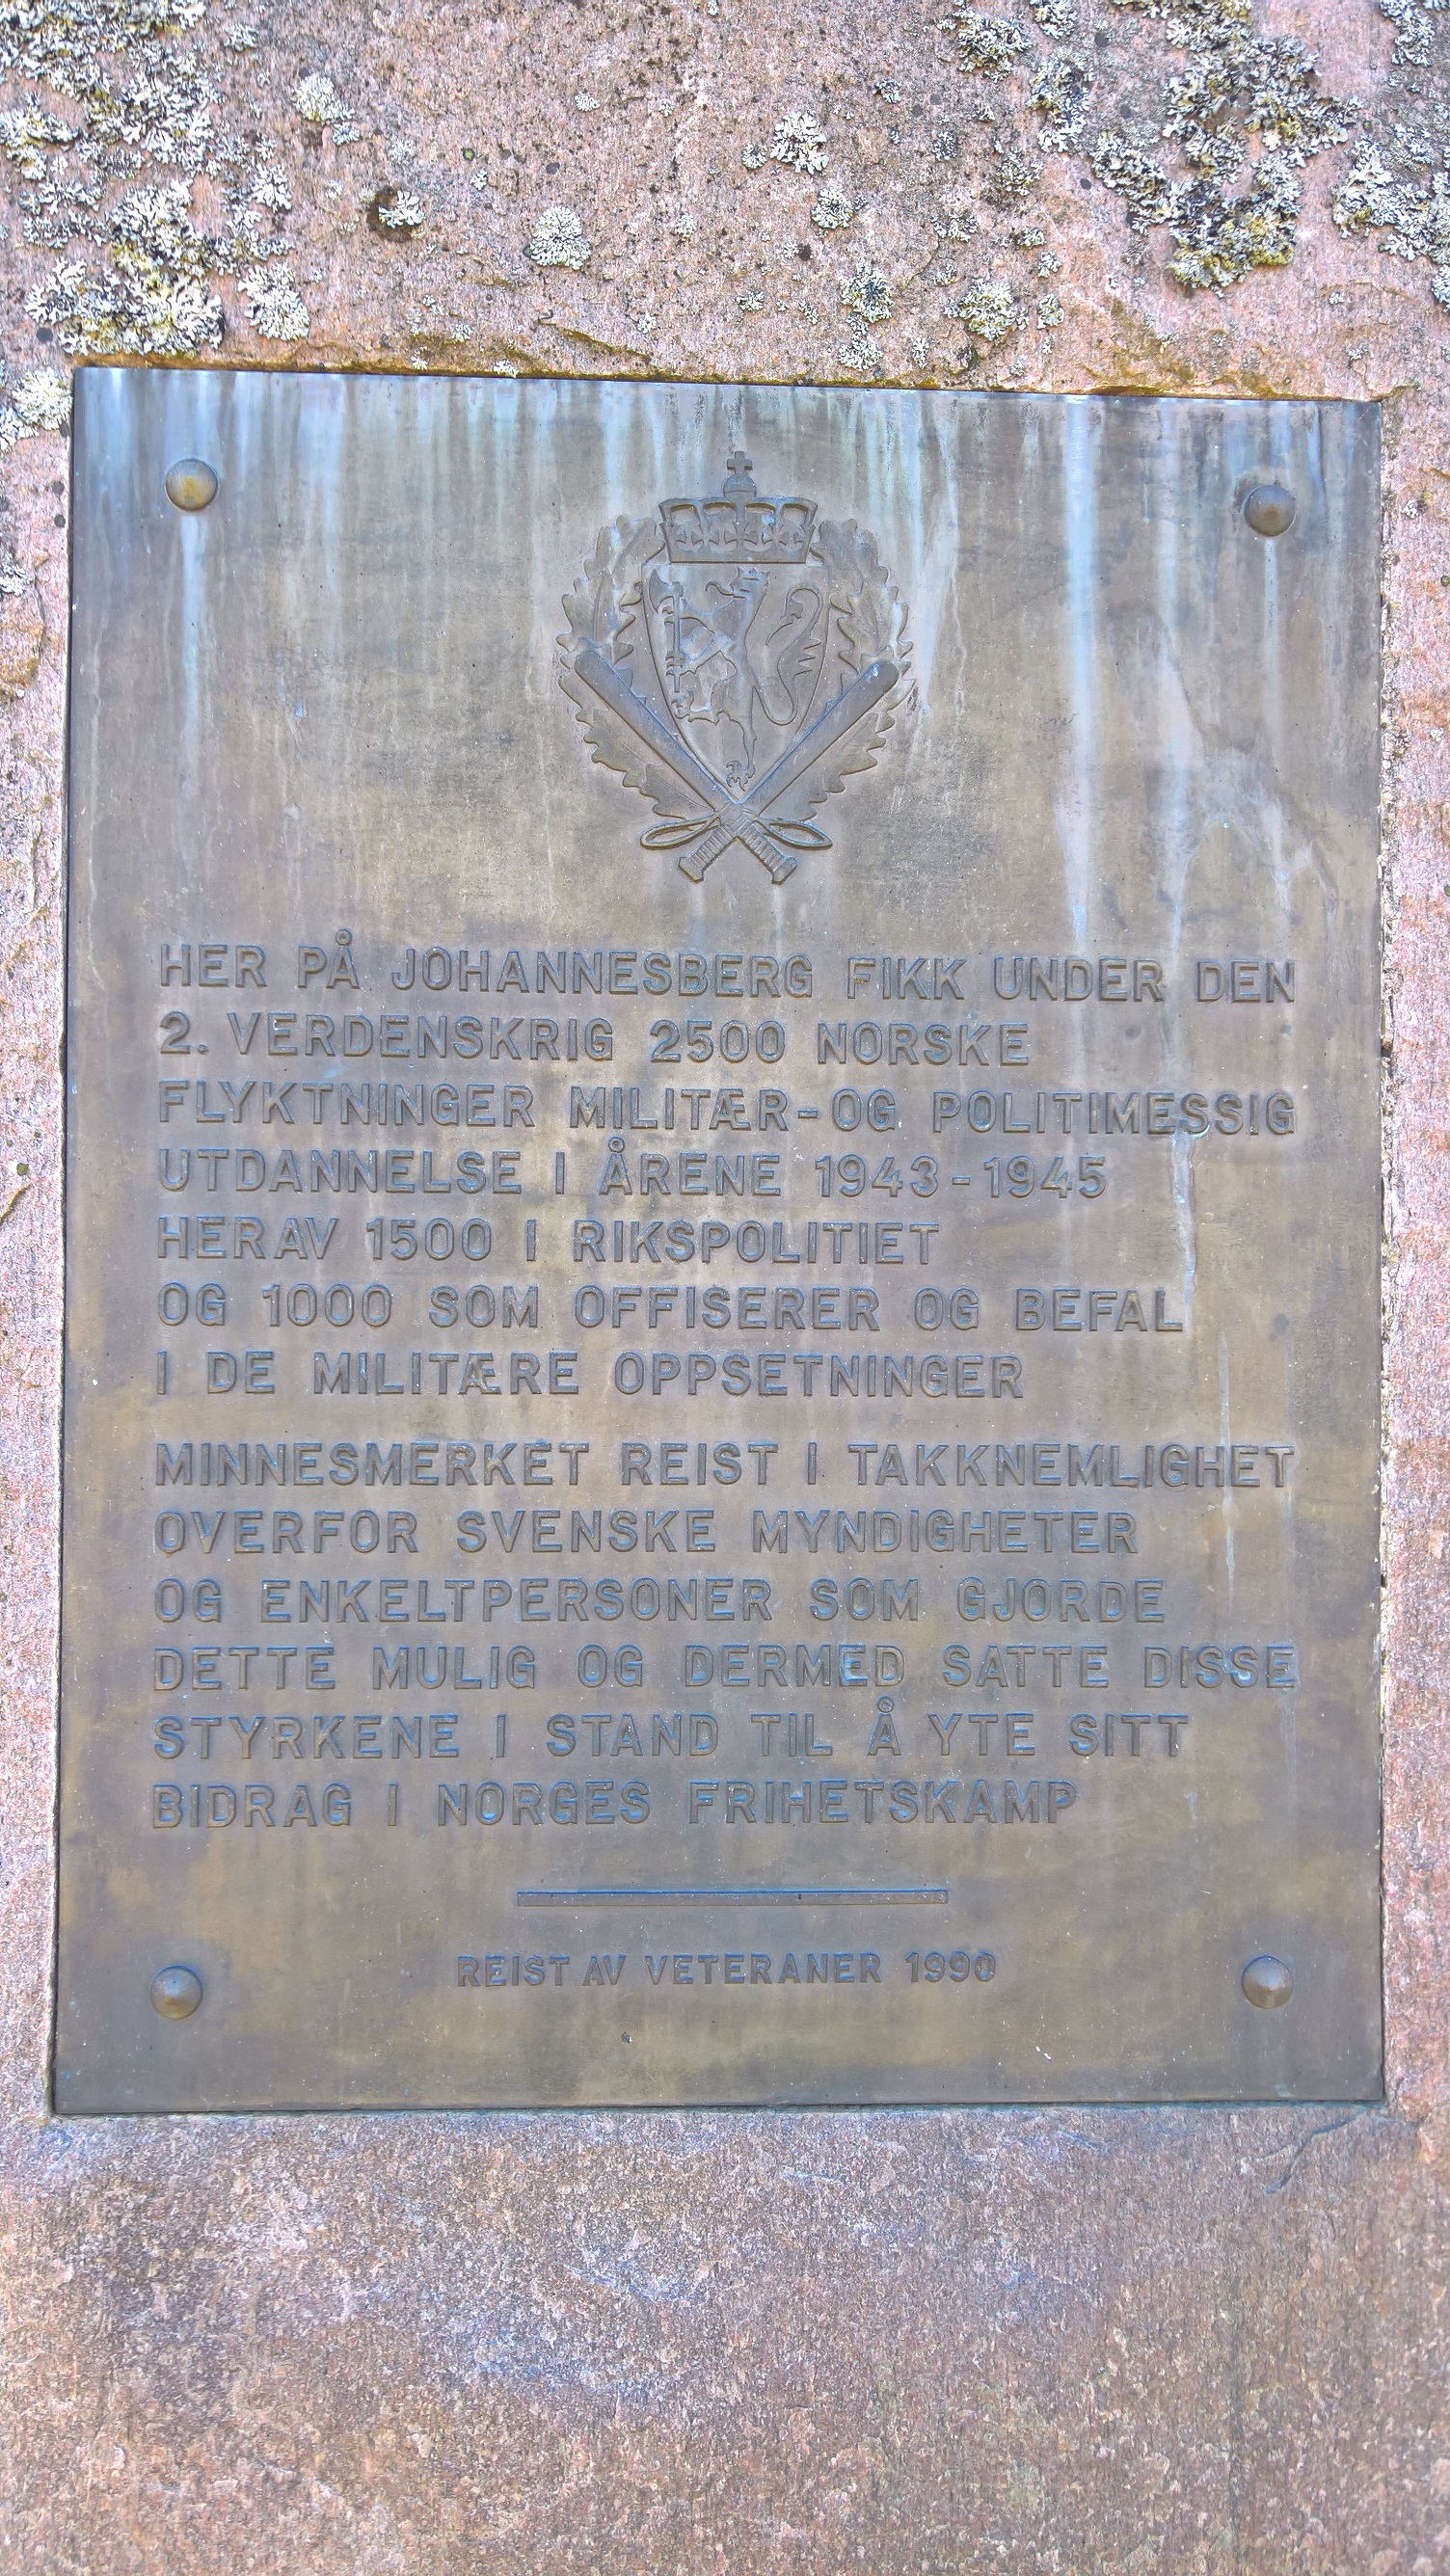 HER PÅ JOHANNESBERG FIKK UNDER DEN
2. VERDENSKRIG 2500 NORSKE
FLYKTNINGER MILITÆR-OG POLITIMESSIG
UTDANNELSE I ÅRENE 1943-1945
HERAV 1500 I RIKSPOLITIET
OG 1000 SOM OFFISERER OG BEFAL
I DE MILITÆRE OPPSETNINGER
MINNESMERKET REIST I TAKKNEMLIGHET
OVERFOR SVENSKE MYNDIGHETER
OG ENKELTPERSONER SOM GJORDE
DETTE MULIG OG DERMED SATTE DISSE
STYRKENE I STAND TIL Å YTE SITT
BIDRAG I NORGES FRIHETSKAMP
REIST AV VETERANER 1990